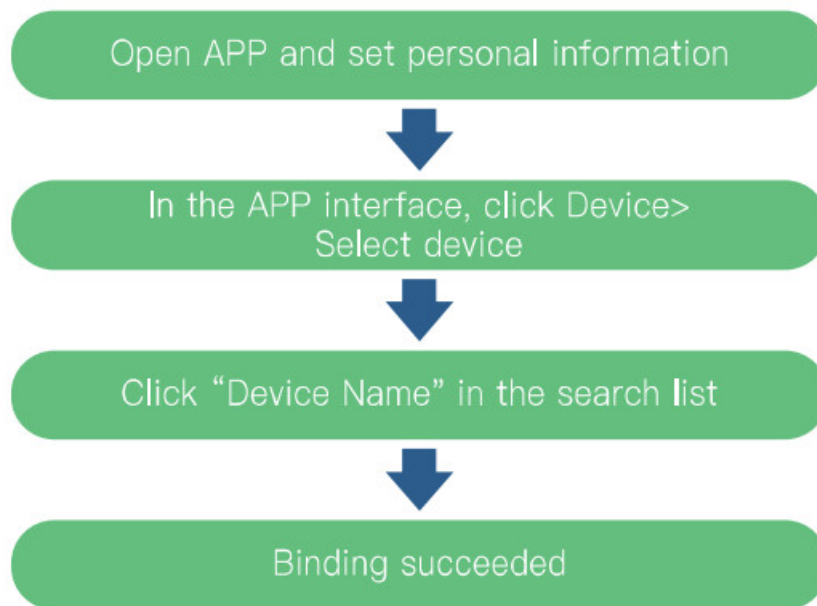 Open APP and set personal information
In the APP interface, click Device>
Select device
Click “Device Name” in the search list
Binding succeeded